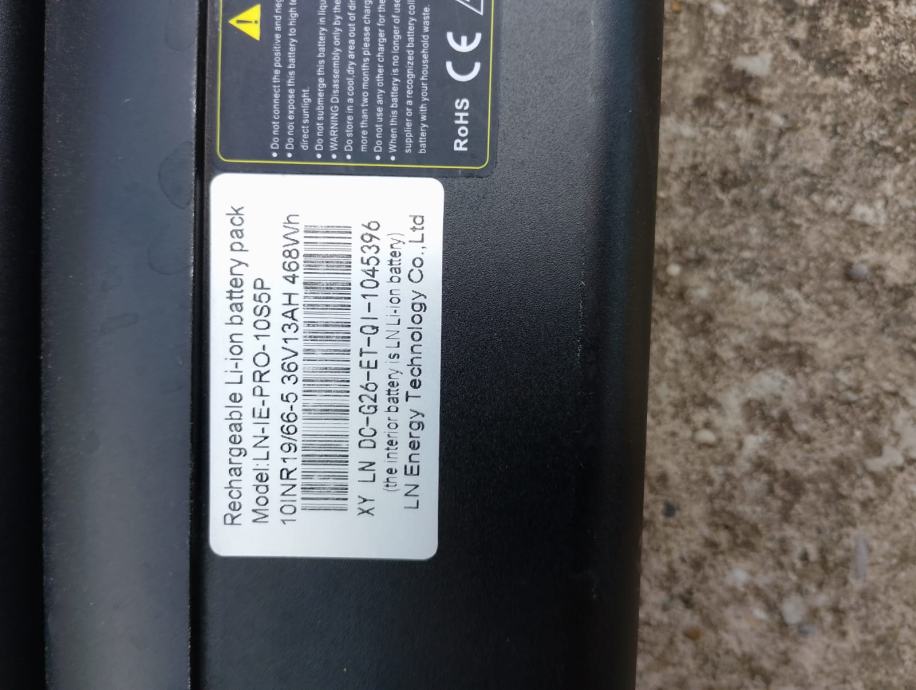 • Do not connect the positive and neg
• Do not expose this battery to high te
direct sunlight.
• Do not submerge this battery in liqu
• WARNING Disassembly only by the
• Do store in a cool,dry area out of di
more than two months please charg
• Do not use any other charger for the
• When this battery is no longer of use
supplier or a recognized battery coll
battery with your household waste.
RoHS CE
Rechargeable Li-ion battery pack
Model:LN-IE-PRO-10S5P
10INR19/66-5 36V13AH 468Wh
XY LN DC-G26-ET-QI-1045396
(the interior battery is LN Li-ion battery)
LN Energy Technology Co.,Ltd